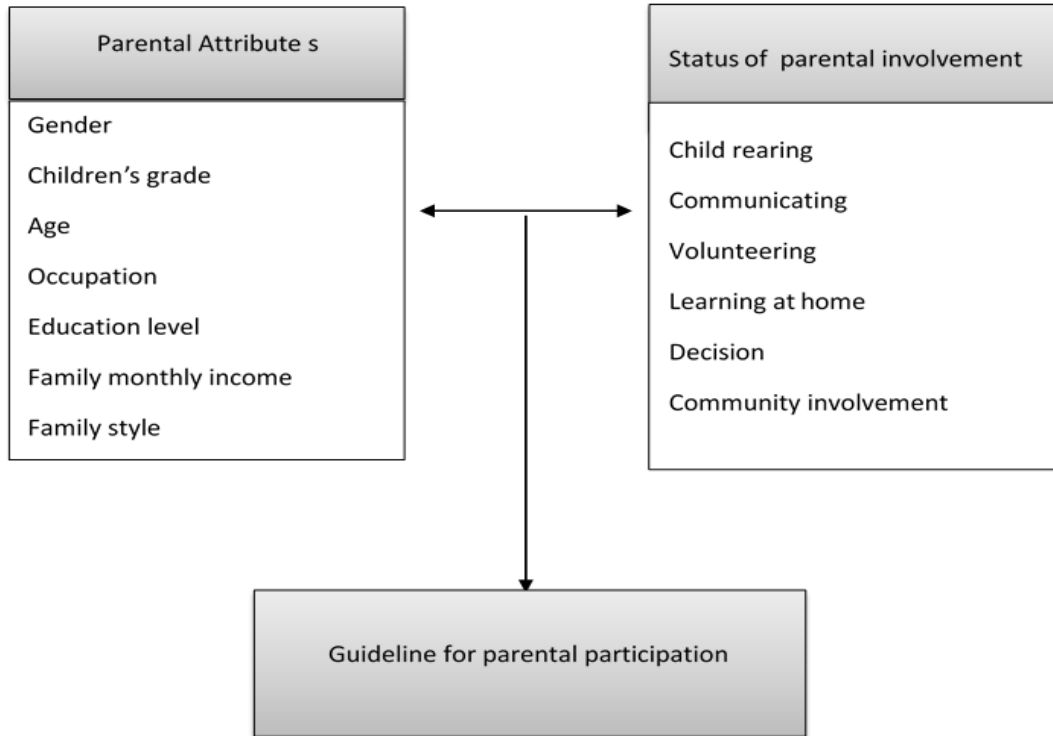 Parental Attribute s
Gender
Children’s grade
Age
Occupation
Education level
Family monthly income
Family style
Status of parental involvement
Child rearing
Communicating
Volunteering
Learning at home
Decision
Community involvement
Guideline for parental participation